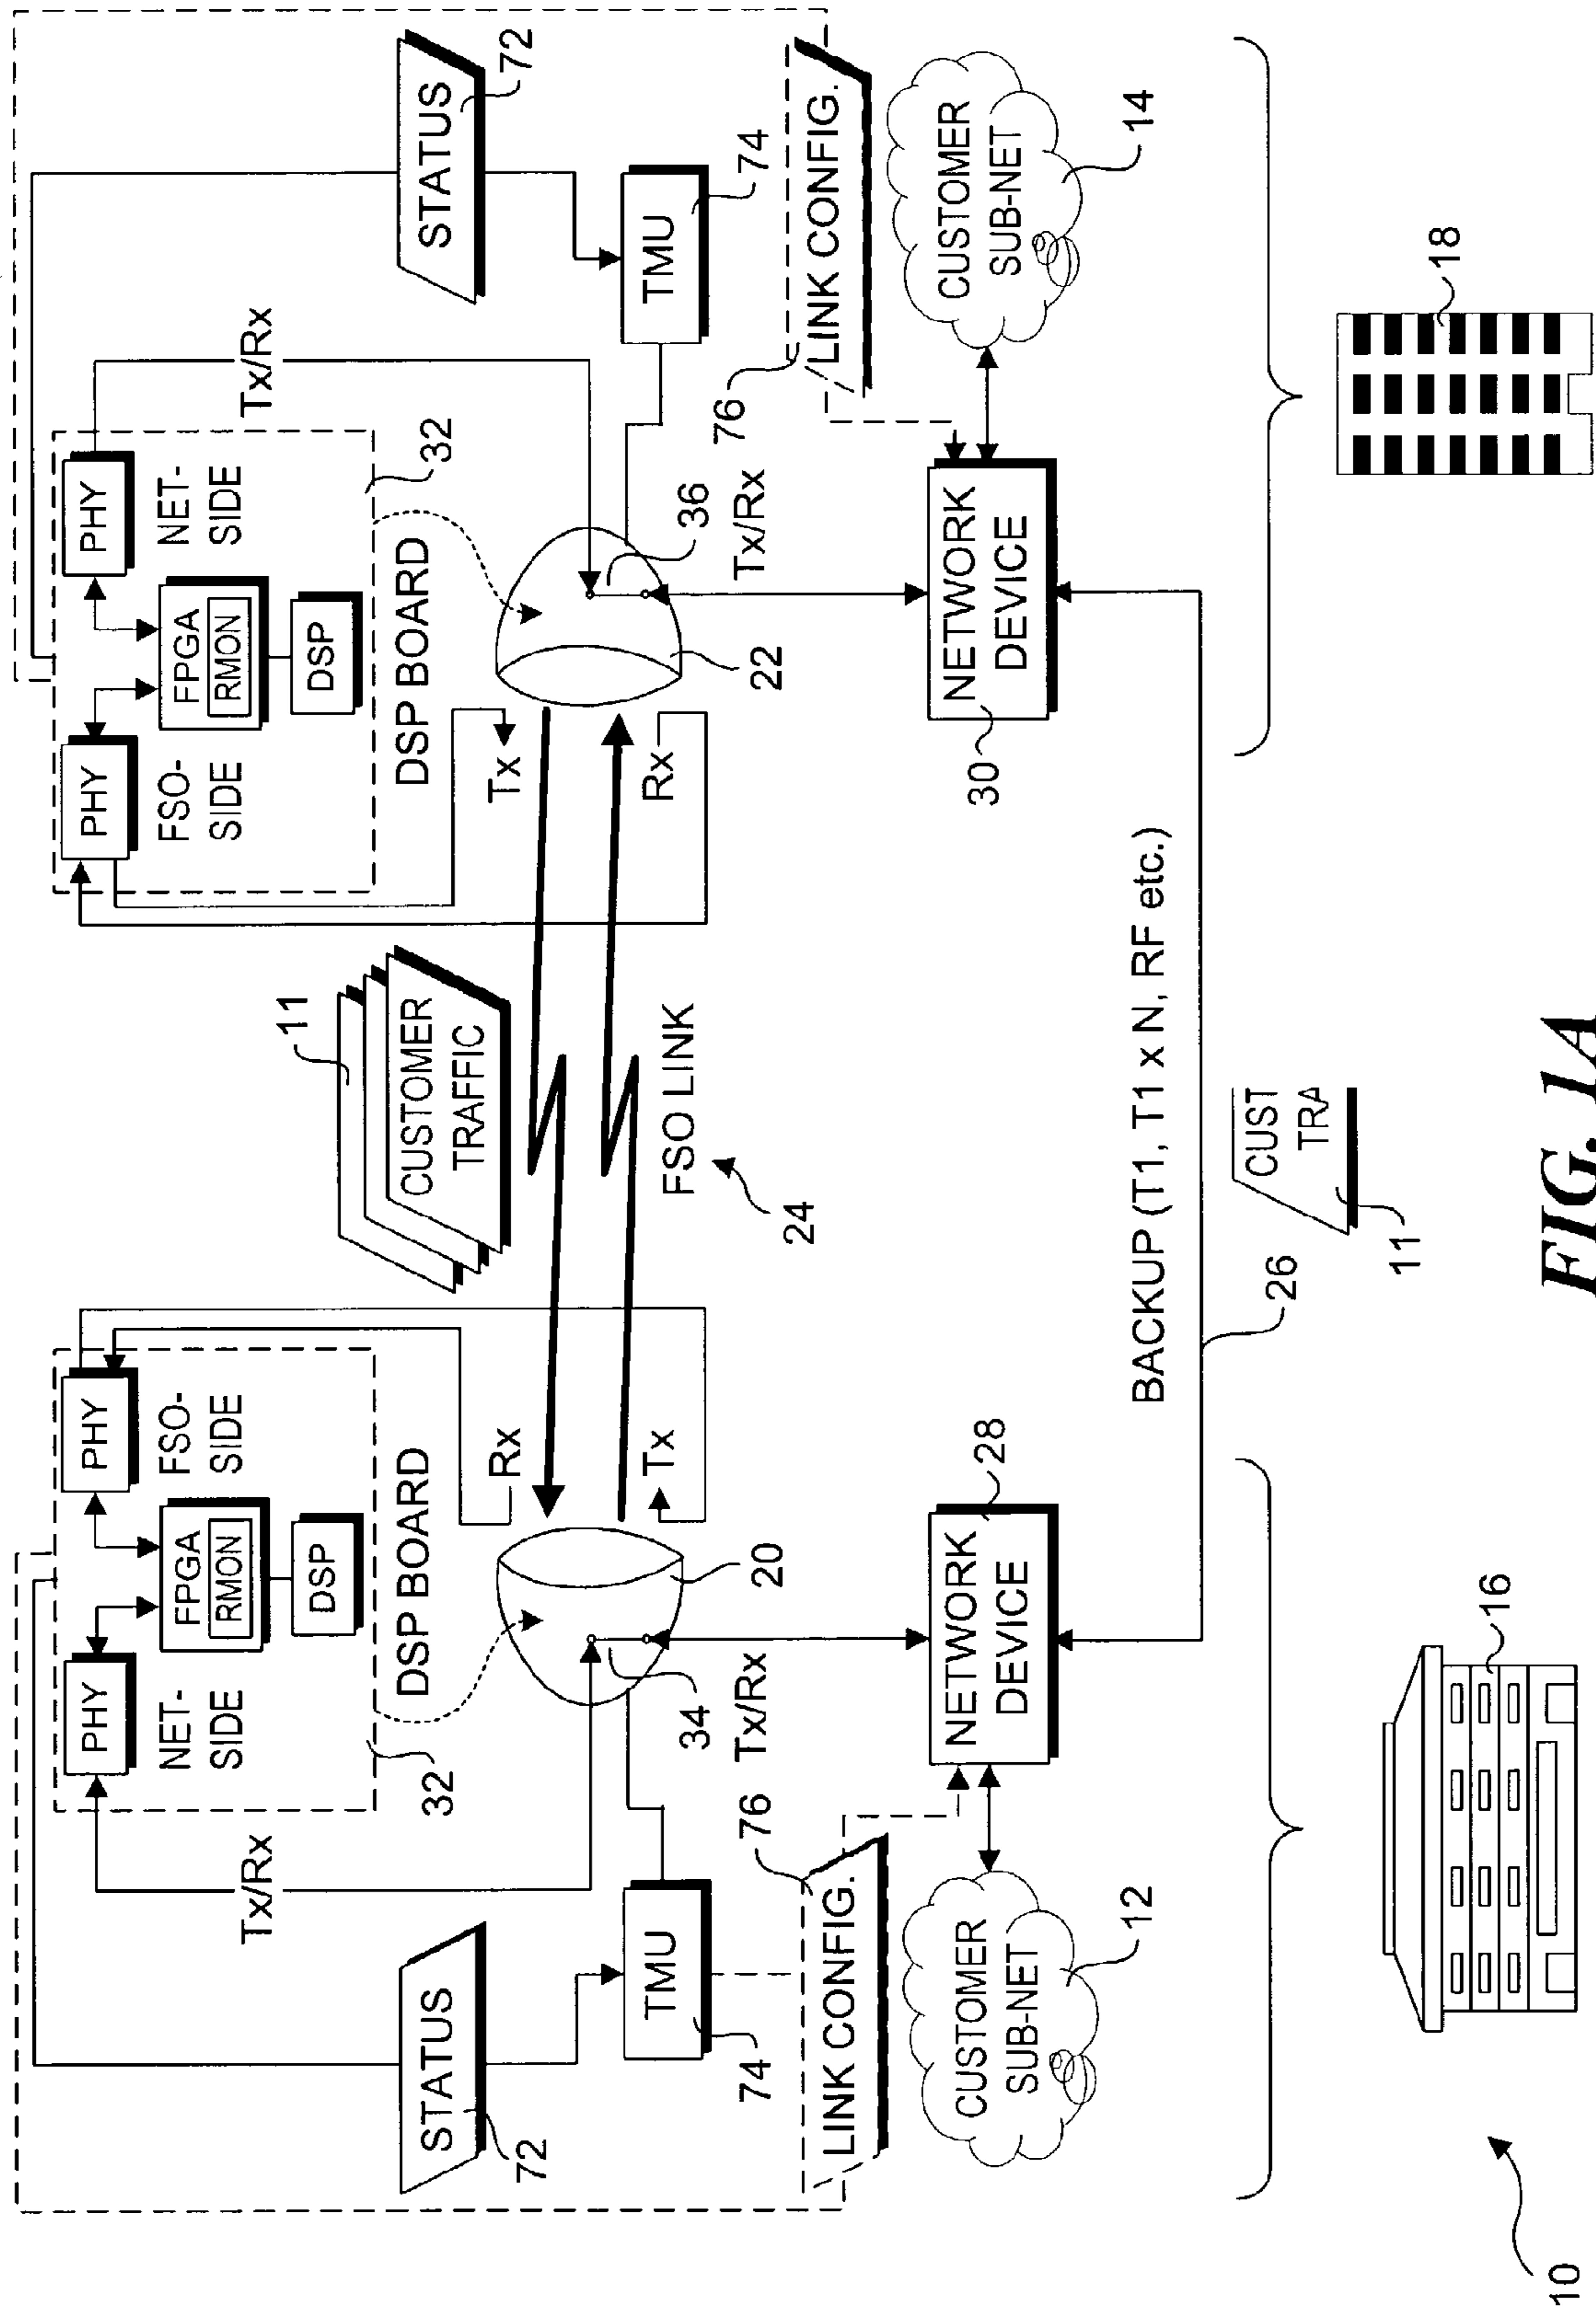 STATUS
72
Tx/Rx
PHY
NET-
SIDE
FPGA
RMON
DSP
PHY
FSO-
SIDE
DSP BOARD
32
TMU
74
76
LINK CONFIG.
CUSTOMER
SUB-NET
12
34
Tx/Rx
20
Rx
Tx
NETWORK
DEVICE
28
11
CUSTOMER
TRAFFIC
FSO LINK
24
BACKUP (T1, T1 x N, RF etc.)
26
CUST
TRA
11
PHY
FSO-
SIDE
FPGA
RMON
DSP
PHY
NET-
SIDE
DSP BOARD
32
Tx/Rx
STATUS
72
Tx
Rx
22
36
Tx/Rx
TMU
74
76
LINK CONFIG.
NETWORK
DEVICE
30
CUSTOMER
SUB-NET
14
10
16
18
FIG. 1A